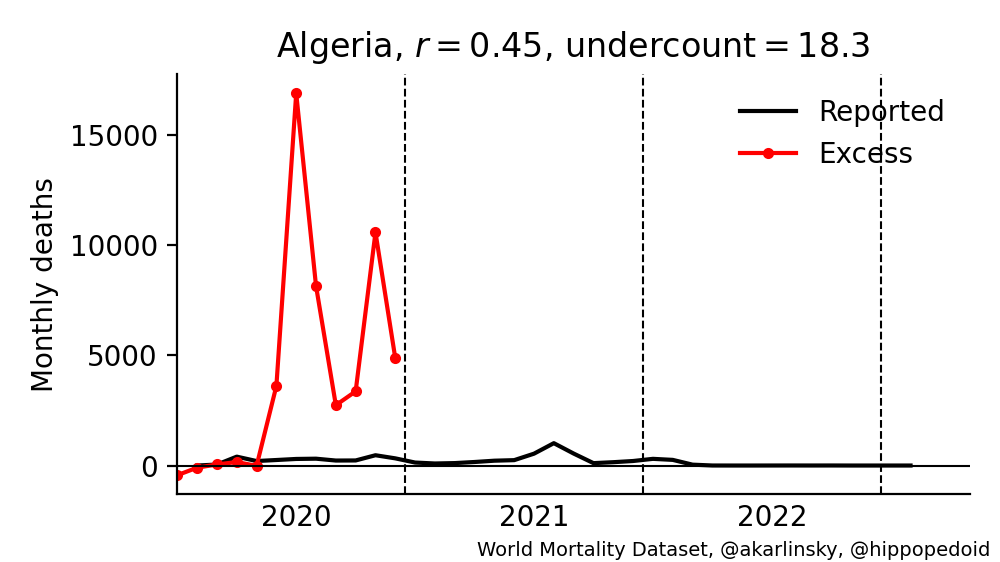 Algeria, r = 0.45, undercount = 18.3
Reported
Excess
Monthly deaths
15000
10000
5000
0
2020 2021 2022
World Mortality Dataset, @akarlinsky, @hippopedoid